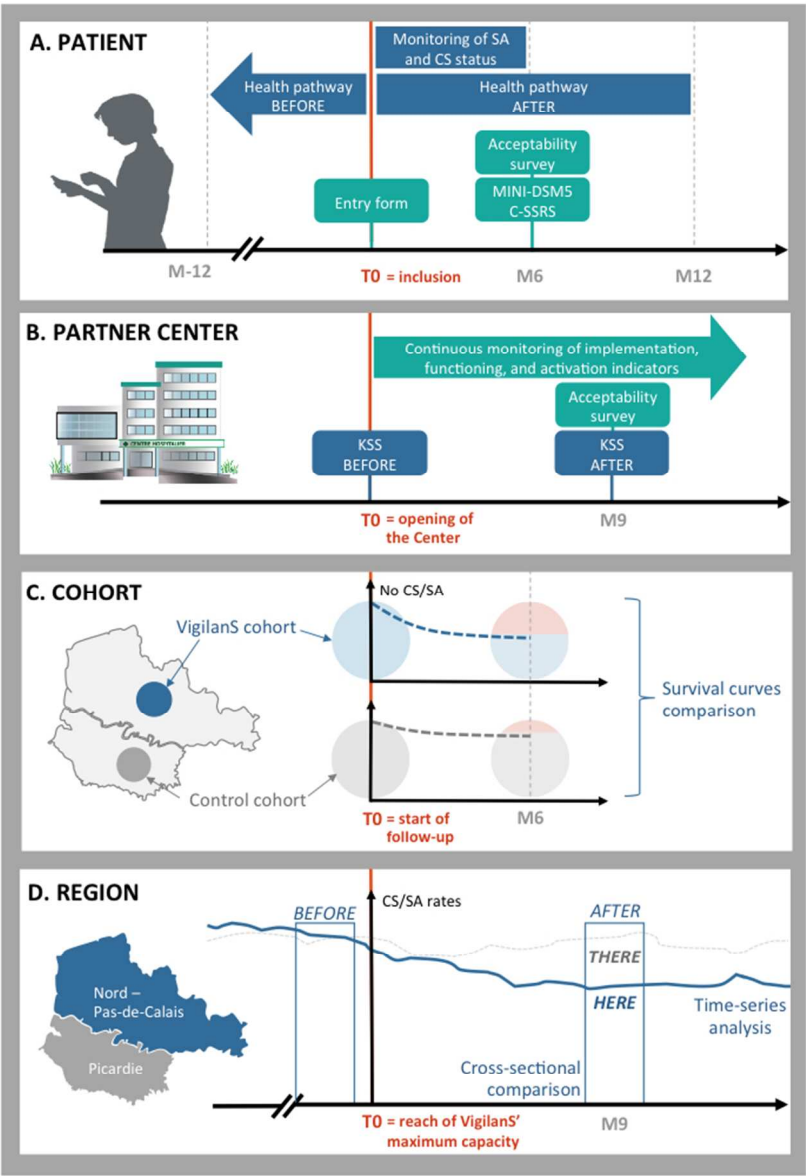 A. PATIENT
Monitoring of SA
and CS status
Health pathway
BEFORE
Health pathway
AFTER
Acceptability
survey
Entry form
MINI-DSM5
C-SSRS
M-12
T0 = inclusion
M6
M12
B. PARTNER CENTER
Continuous monitoring of implementation,
functioning, and activation indicators
Acceptability
survey
CENTRE HOSPITALIER
KSS
BEFORE
KSS
AFTER
T0 = opening of
the Center
M9
C. COHORT
No CS/SA
VigilanS cohort
Survival curves
comparison
Control cohort
T0 = start of
follow-up
M6
D. REGION
CS/SA rates
BEFORE
AFTER
THERE
HERE
Nord –
Pas-de-Calais
Time-series
analysis
Picardie
Cross-sectional
comparison
T0 = reach of VigilanS’
maximum capacity
M9